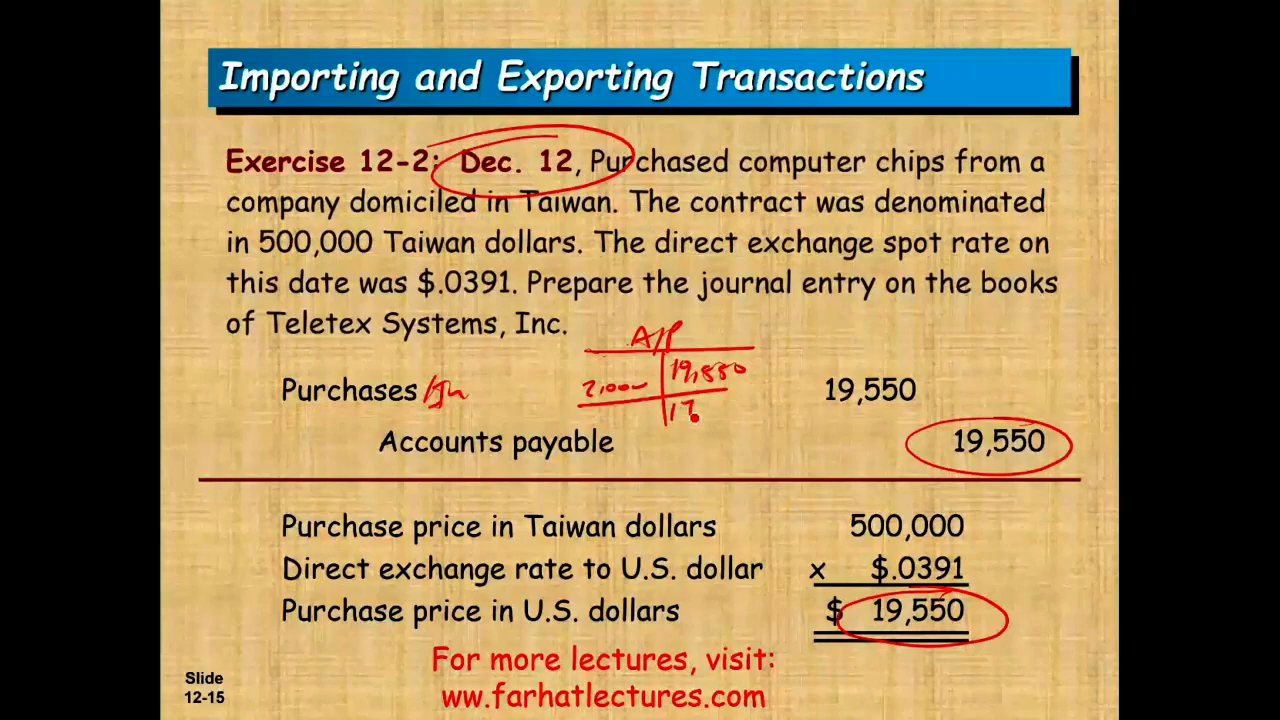 Importing and Exporting Transactions
Exercise 12-2: Dec. 12, Purchased computer chips from a
company domiciled in Taiwan. The contract was denominated
in 500,000 Taiwan dollars. The direct exchange spot rate on
this date was $.0391. Prepare the journal entry on the books
of Teletex Systems, Inc.
A/P
2,000 19,550
17
Purchases 19,550
Accounts payable 19,550
Purchase price in Taiwan dollars 500,000
Direct exchange rate to U.S. dollar x $.0391
Purchase price in U.S. dollars $ 19,550
For more lectures, visit:
www.farhatlectures.com
Slide
12-15